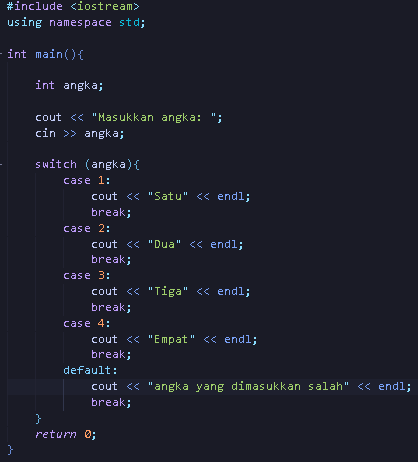 #include <iostream>
using namespace std;
int main(){
int angka;
cout << "Masukkan angka: ";
cin >> angka;
switch (angka){
case 1:
cout << "Satu" << endl;
break;
case 2:
cout << "Dua" << endl;
break;
case 3:
cout << "Tiga" << endl;
break;
case 4:
cout << "Empat" << endl;
break;
default:
cout << "angka yang dimasukkan salah" << endl;
break;
}
return 0;
}